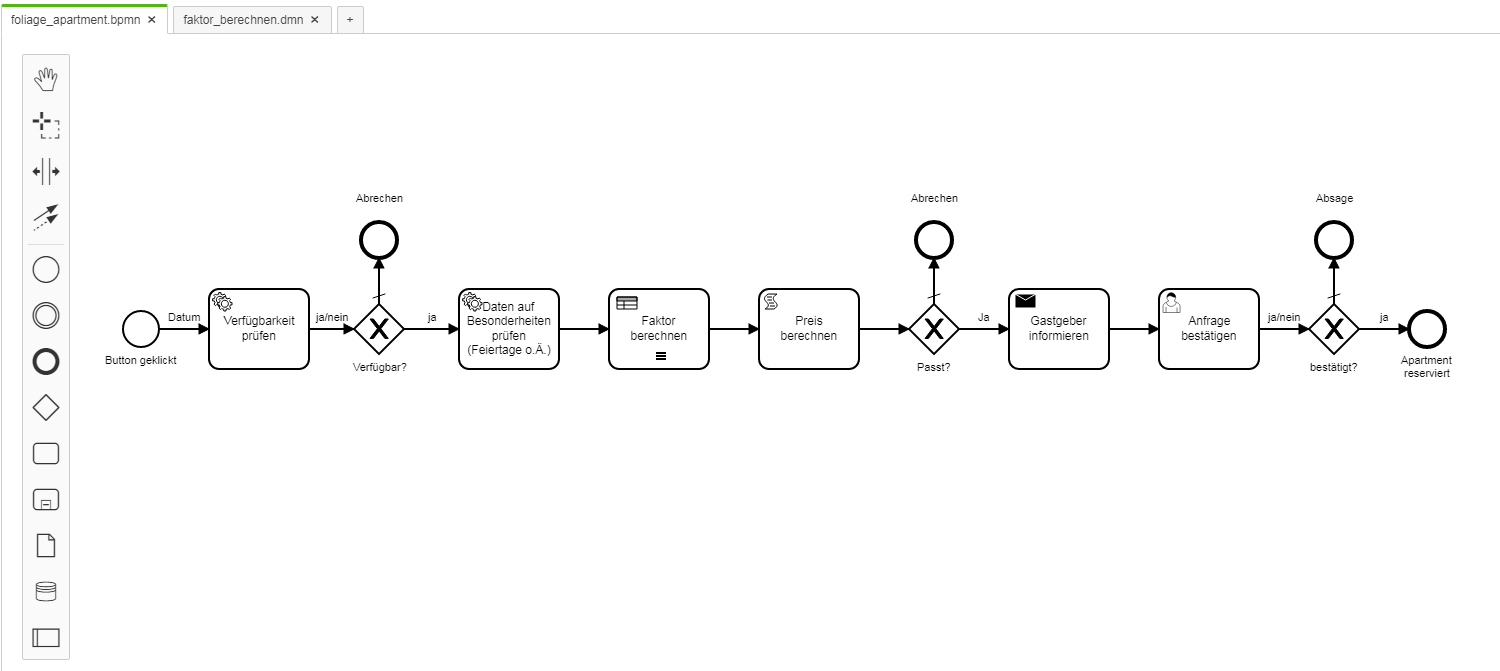 foliage_apartment.bpmn ×
faktor_berechnen.dmn ×
+
Abrechen
Abrechen
Absage
Button geklickt
Datum
Verfügbarkeit
prüfen
ja/nein
Verfügbar?
ja
Daten auf
Besonderheiten
prüfen
(Feiertage o.Ä.)
Faktor
berechnen
Preis
berechnen
Passt?
Ja
Gastgeber
informieren
Anfrage
bestätigen
ja/nein
bestätigt?
ja
Apartment
reserviert